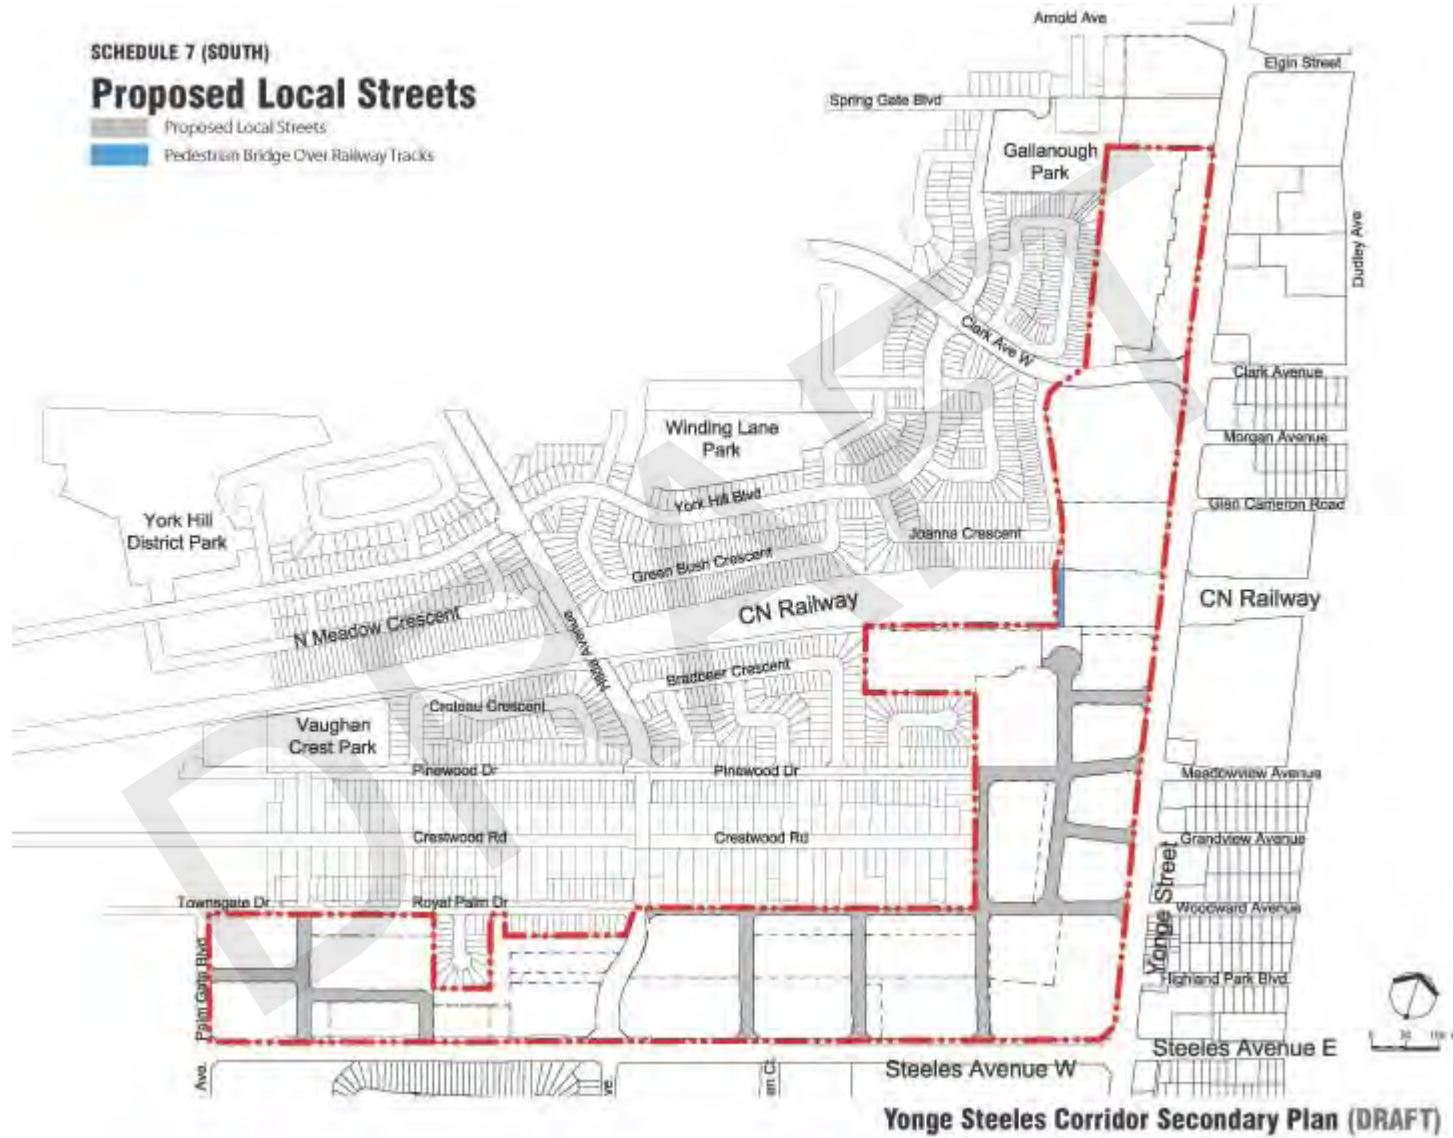 SCHEDULE 7 (SOUTH)
Proposed Local Streets
Proposed Local Streets
Pedestrian Bridge Over Railway Tracks
Arnold Ave
Elgin Street
Spring Gate Blvd
Gallanough
Park
Dudley Ave
Clark Ave W
Clark Avenue
Winding Lane
Park
Morgan Avenue
York Hill Blvd
Glen Cameron Road
York Hill
District Park
Joanna Crescent
Green Bush Crescent
CN Railway
CN Railway
N Meadow Crescent
Hilda Avenue
Bradbeer Crescent
Croteau Crescent
Vaughan
Crest Park
Pinewood Dr
Pinewood Dr
Meadowview Avenue
Crestwood Rd
Crestwood Rd
Grandview Avenue
Yonge Street
Townsgate Dr
Royal Palm Dr
Woodward Avenue
Palm Gate Blvd
Highland Park Blvd
Steeles Avenue E
Steeles Avenue W
Ave.
ve.
0 50
DRAFT
Yonge Steeles Corridor Secondary Plan (DRAFT)